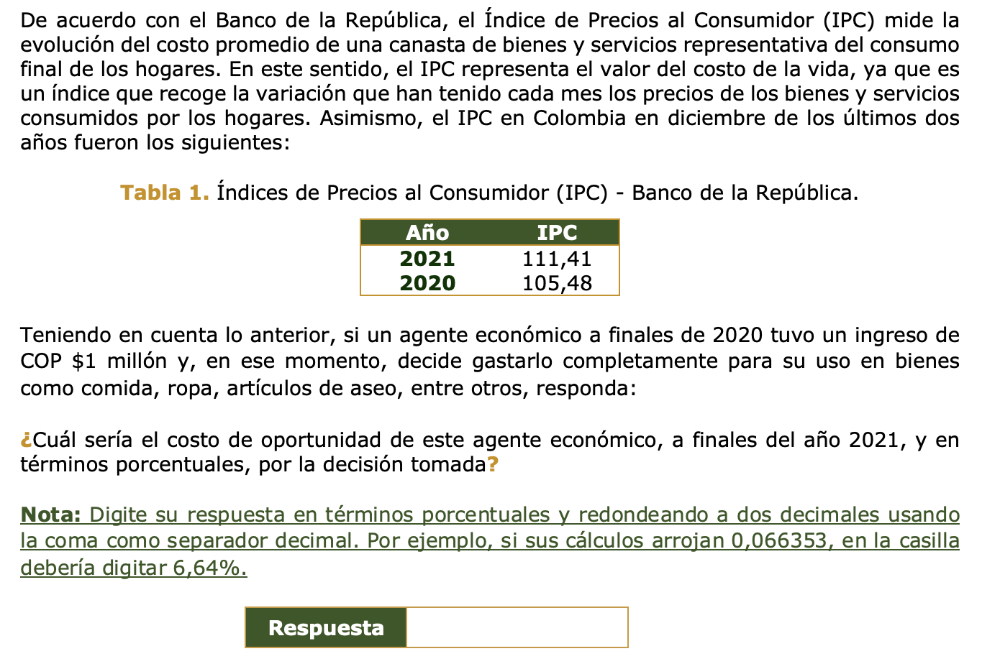 De acuerdo con el Banco de la República, el Índice de Precios al Consumidor (IPC) mide la
evolución del costo promedio de una canasta de bienes y servicios representativa del consumo
final de los hogares. En este sentido, el IPC representa el valor del costo de la vida, ya que es
un índice que recoge la variación que han tenido cada mes los precios de los bienes y servicios
consumidos por los hogares. Asimismo, el IPC en Colombia en diciembre de los últimos dos
años fueron los siguientes:
Tabla 1. Índices de Precios al Consumidor (IPC) - Banco de la República.
Año IPC
2021 111,41
2020 105,48
Teniendo en cuenta lo anterior, si un agente económico a finales de 2020 tuvo un ingreso de
COP $1 millón y, en ese momento, decide gastarlo completamente para su uso en bienes
como comida, ropa, artículos de aseo, entre otros, responda:
¿Cuál sería el costo de oportunidad de este agente económico, a finales del año 2021, y en
términos porcentuales, por la decisión tomada?
Nota: Digite su respuesta en términos porcentuales y redondeando a dos decimales usando
la coma como separador decimal. Por ejemplo, si sus cálculos arrojan 0,066353, en la casilla
debería digitar 6,64%.
Respuesta